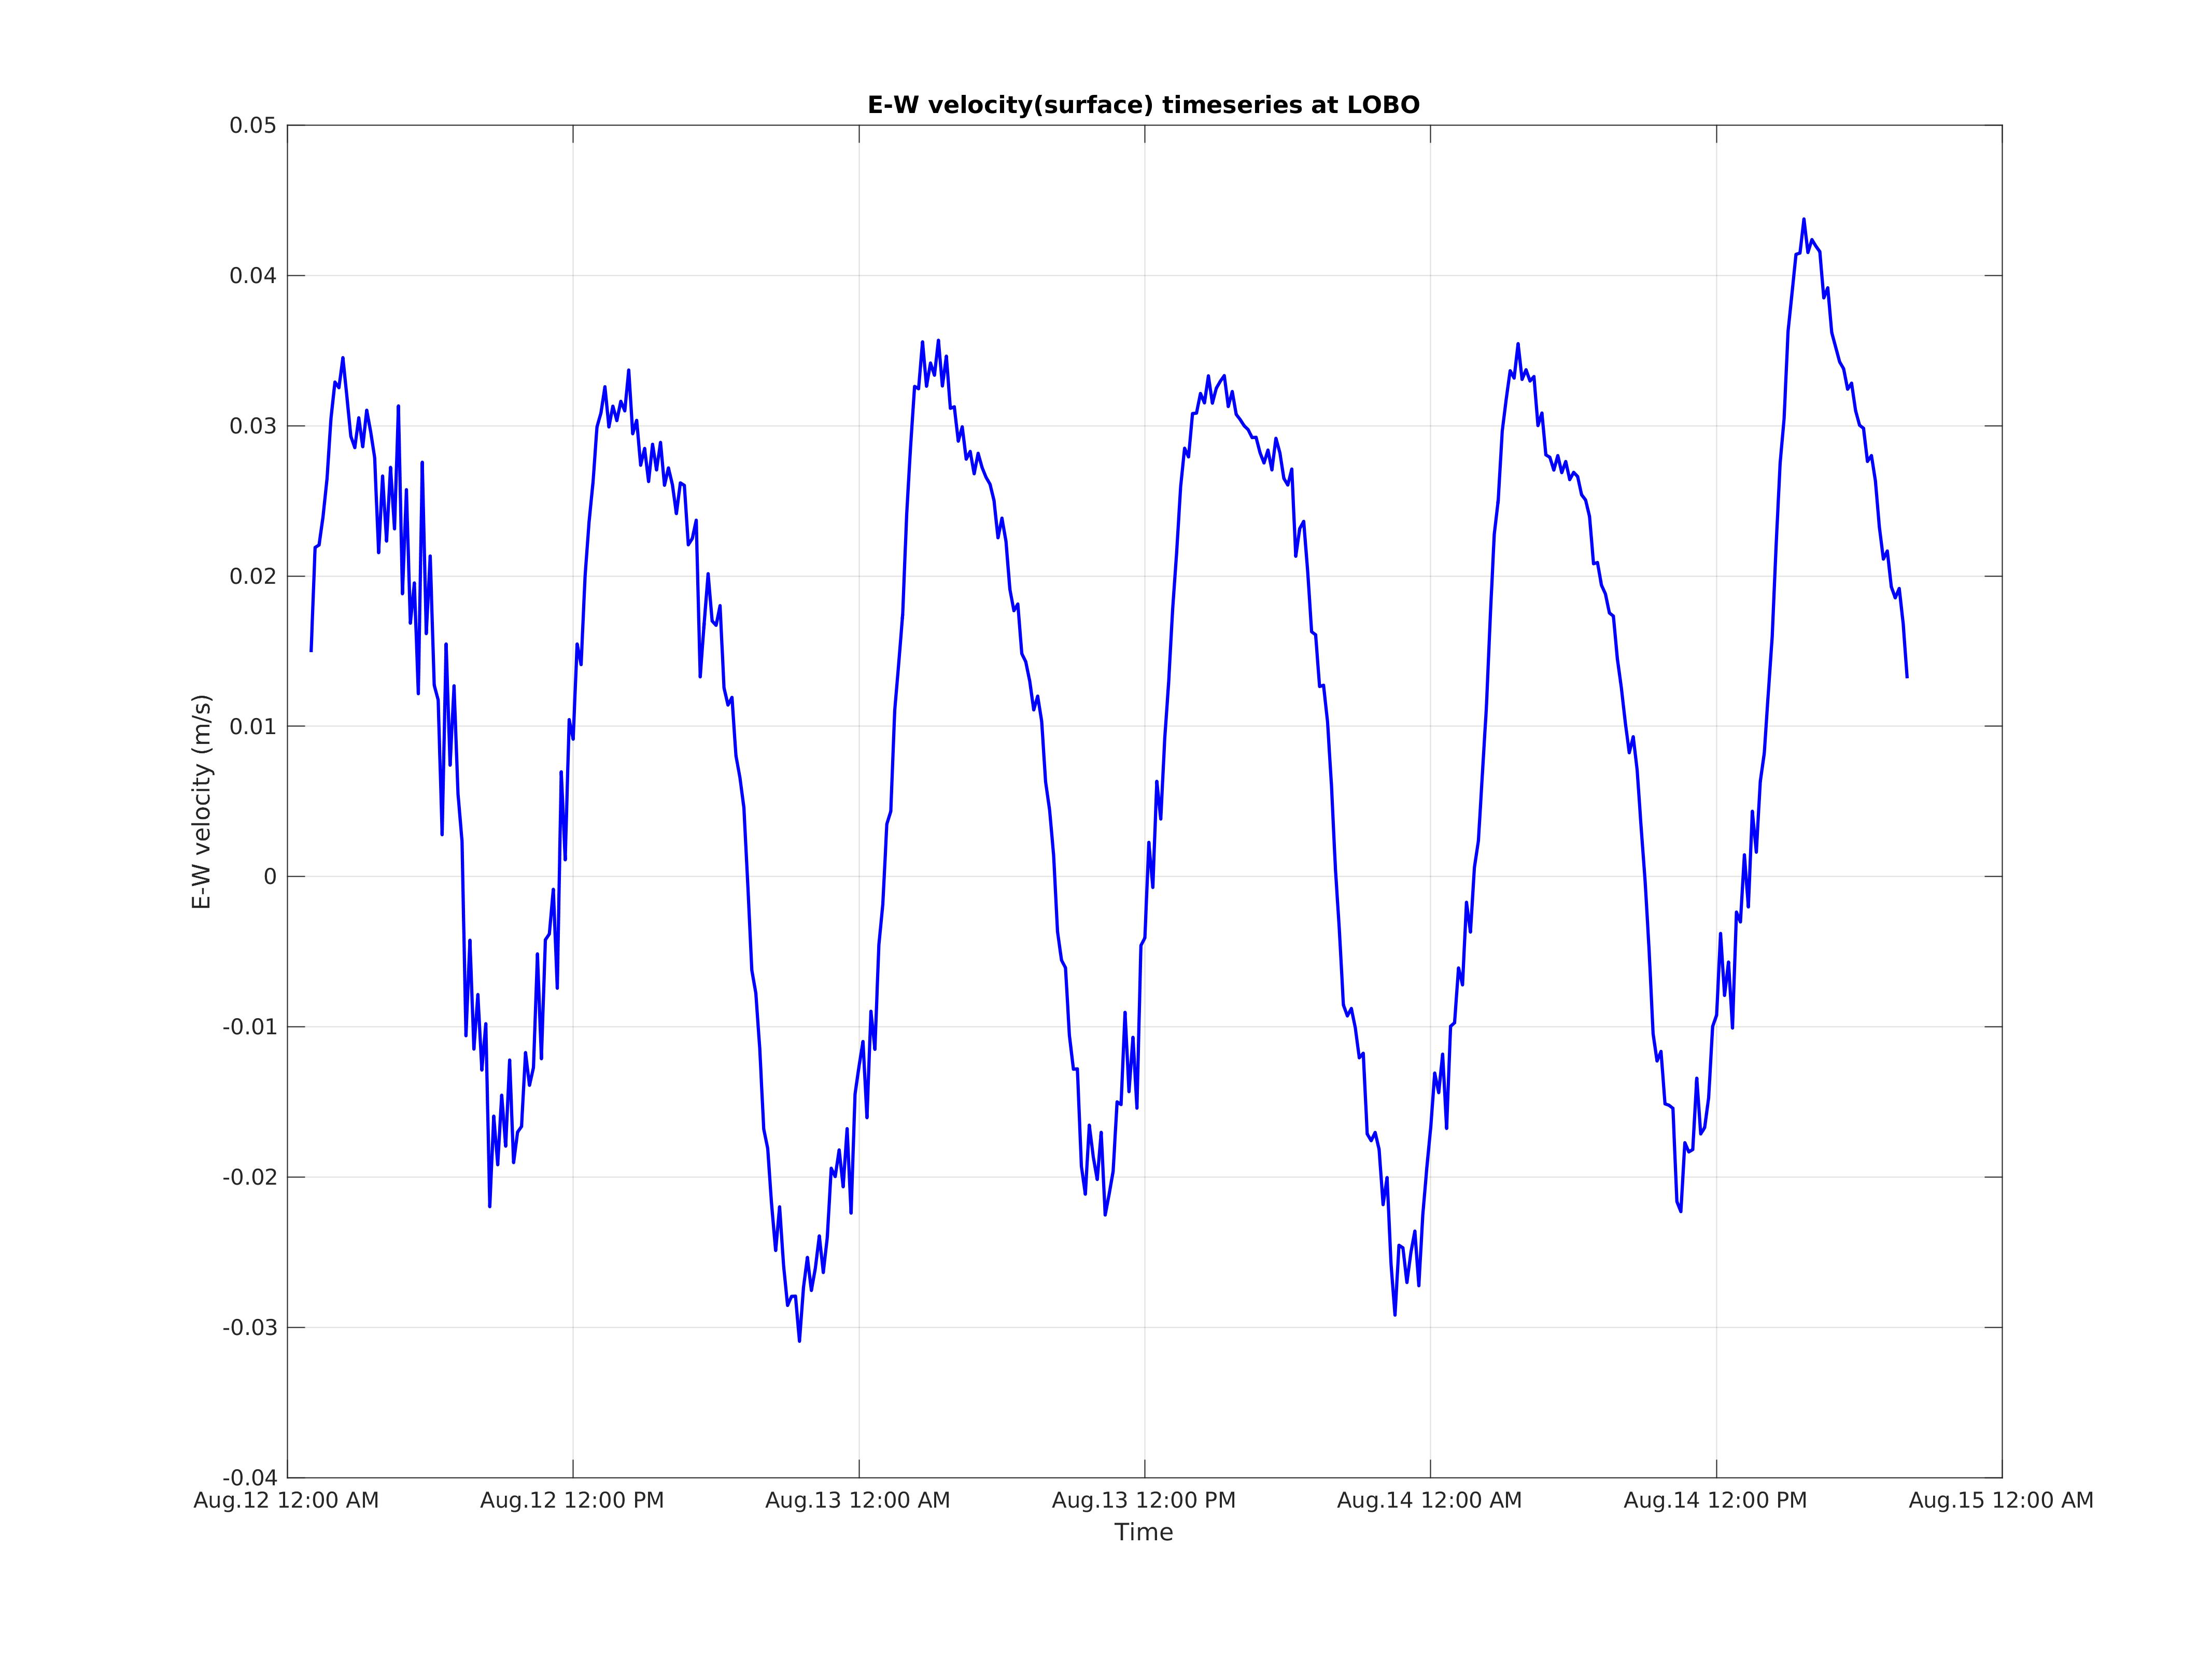 E-W velocity(surface) timeseries at LOBO
0.05
0.04
0.03
0.02
0.01
0
-0.01
-0.02
-0.03
-0.04
E-W velocity (m/s)
Aug.12 12:00 AM
Aug.12 12:00 PM
Aug.13 12:00 AM
Aug.13 12:00 PM
Aug.14 12:00 AM
Aug.14 12:00 PM
Aug.15 12:00 AM
Time